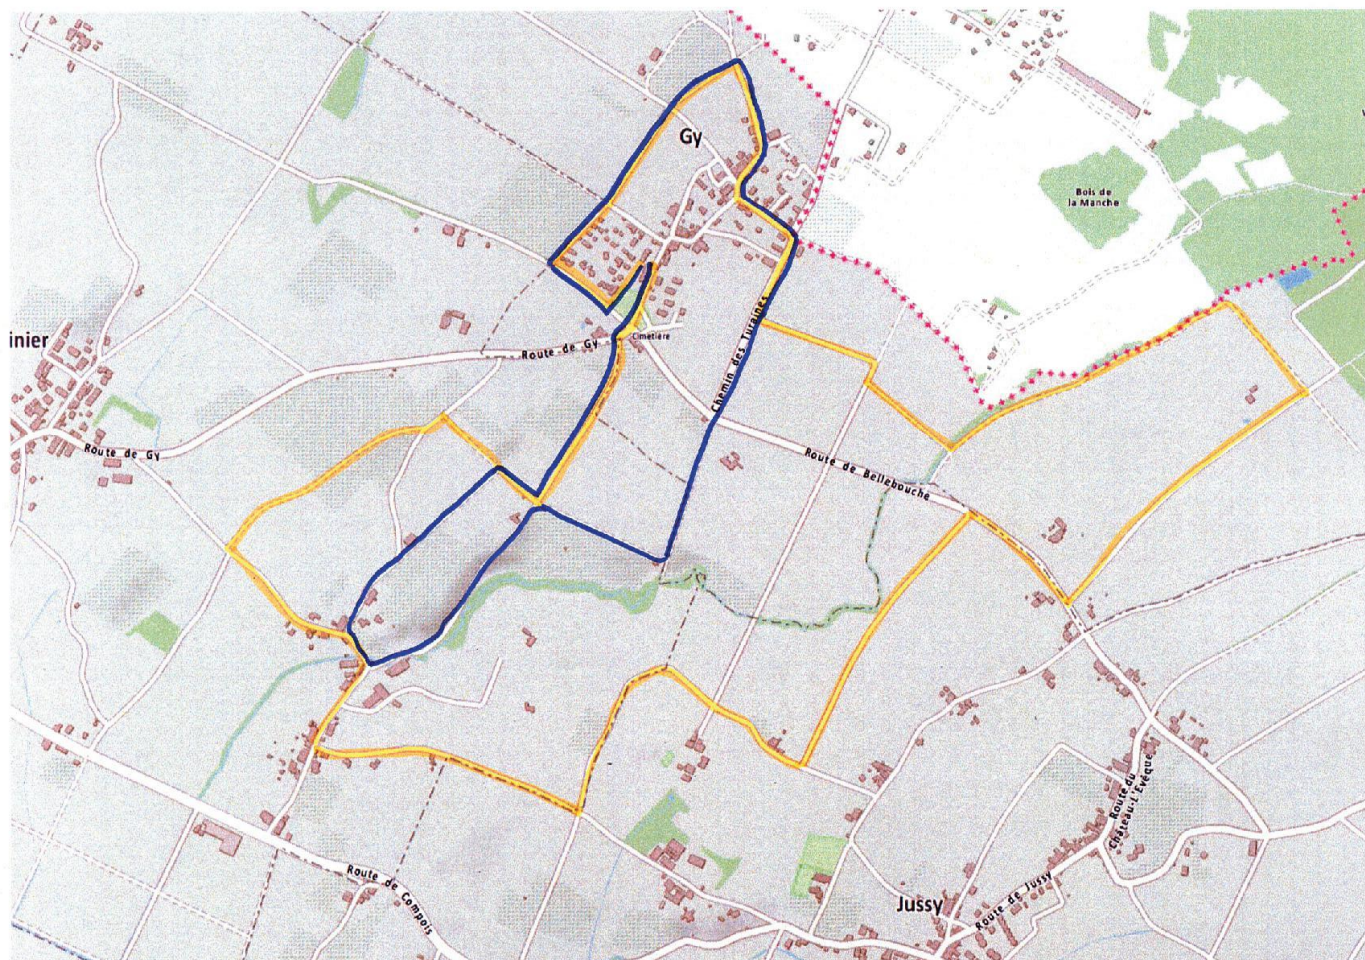 Gy
Bois de
la Manche
inier
Route de Gy
Cimetière
Chemin des Turaines
Route de Gy
Route de Bellebouche
Route du
Château-L'Evêque
Route de Compois
Jussy
Route de Jussy